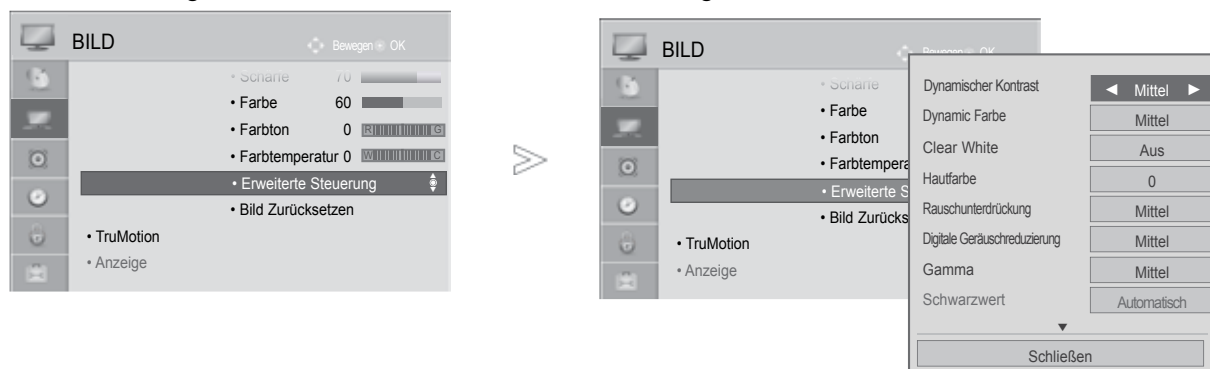 BILD
Bewegen OK
• Schärfe 70
• Farbe 60
• Farbton 0 R G
• Farbtemperatur 0 W C
• Erweiterte Steuerung
• Bild Zurücksetzen
• TruMotion
• Anzeige
BILD
Bewegen OK
• Schärfe
• Farbe
• Farbton
• Farbtempera
• Erweiterte S
• Bild Zurücks
• TruMotion
• Anzeige
Dynamischer Kontrast ◄ Mittel ►
Dynamic Farbe Mittel
Clear White Aus
Hautfarbe 0
Rauschunterdrückung Mittel
Digitale Geräuschreduzierung Mittel
Gamma Mittel
Schwarzwert Automatisch
▼
Schließen